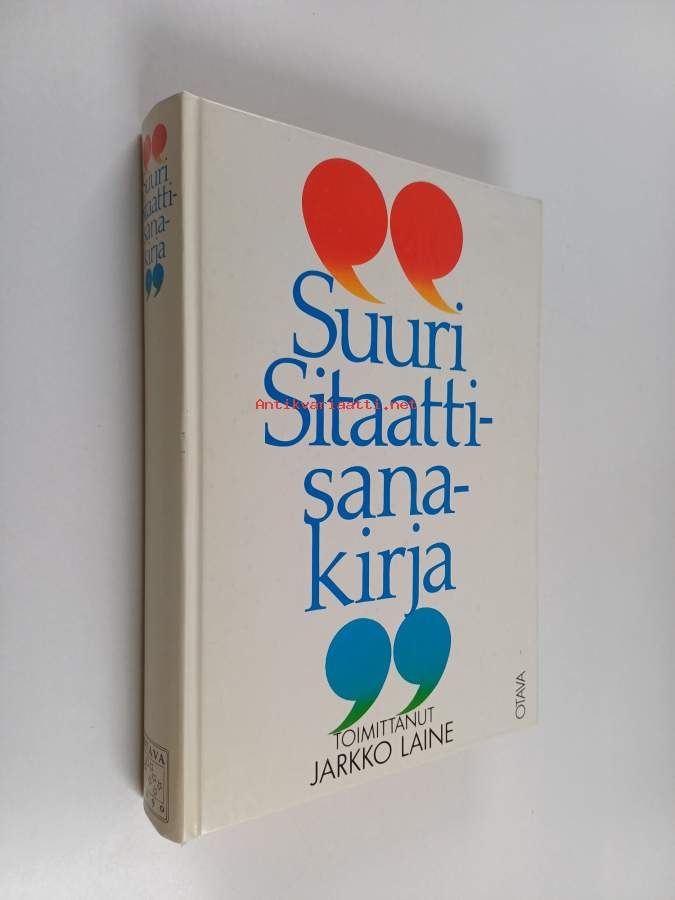 Suuri
Sitaatti-
sana-
kirja
Suuri
Sitaatti-
sana-
kirja
Antikvariaatti.net
TOIMITTANUT
JARKKO LAINE
OTAVA